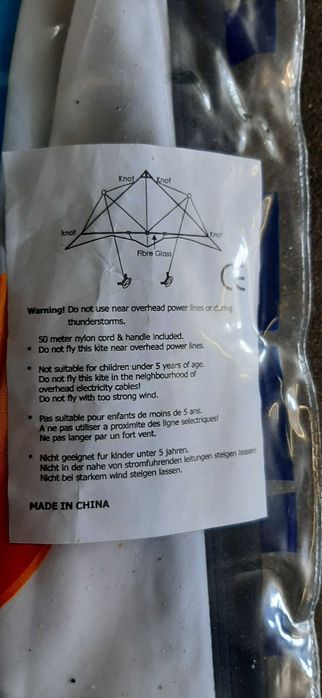 Knot Knot
knot Knot
Fibre Glass
CE
Warning! Do not use near overhead power lines or during
thunderstorms.
50 meter nylon cord & handle included.
* Do not fly this kite near overhead power lines.
* Not suitable for children under 5 years of age.
Do not fly this kite in the neighbourhood of
overhead electricity cables!
Do not fly with too strong wind.
* Pas suitable pour enfants de moins de 5 ans.
A ne pas utiliser a proximite des ligne selectriques!
Ne pas langer par un fort vent.
* Nicht geeignet fur kinder unter 5 jahren.
Nicht in der nahe von stromfuhrenden leitungen steigen lassen!
Nicht bei starkem wind steigen lassen.
MADE IN CHINA